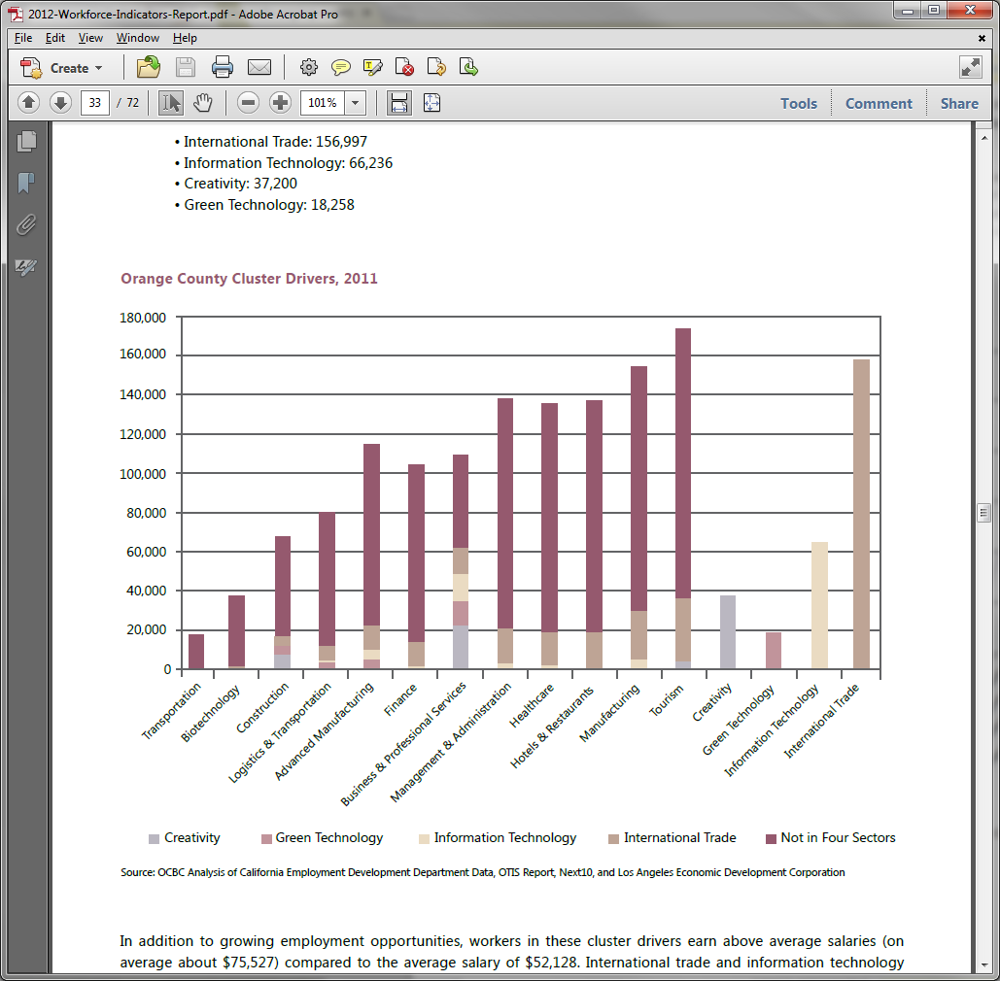 2012-Workforce-Indicators-Report.pdf - Adobe Acrobat Pro
File Edit View Window Help
Create
33 / 72 101% Tools Comment Share
• International Trade: 156,997
• Information Technology: 66,236
• Creativity: 37,200
• Green Technology: 18,258
Orange County Cluster Drivers, 2011
180,000
160,000
140,000
120,000
100,000
80,000
60,000
40,000
20,000
0
Transportation
Biotechnology
Construction
Logistics & Transportation
Advanced Manufacturing
Finance
Business & Professional Services
Management & Administration
Healthcare
Hotels & Restaurants
Manufacturing
Tourism
Creativity
Green Technology
Information Technology
International Trade
Creativity Green Technology Information Technology International Trade Not in Four Sectors
Source: OCBC Analysis of California Employment Development Department Data, OTIS Report, Next10, and Los Angeles Economic Development Corporation
In addition to growing employment opportunities, workers in these cluster drivers earn above average salaries (on
average about $75,527) compared to the average salary of $52,128. International trade and information technology